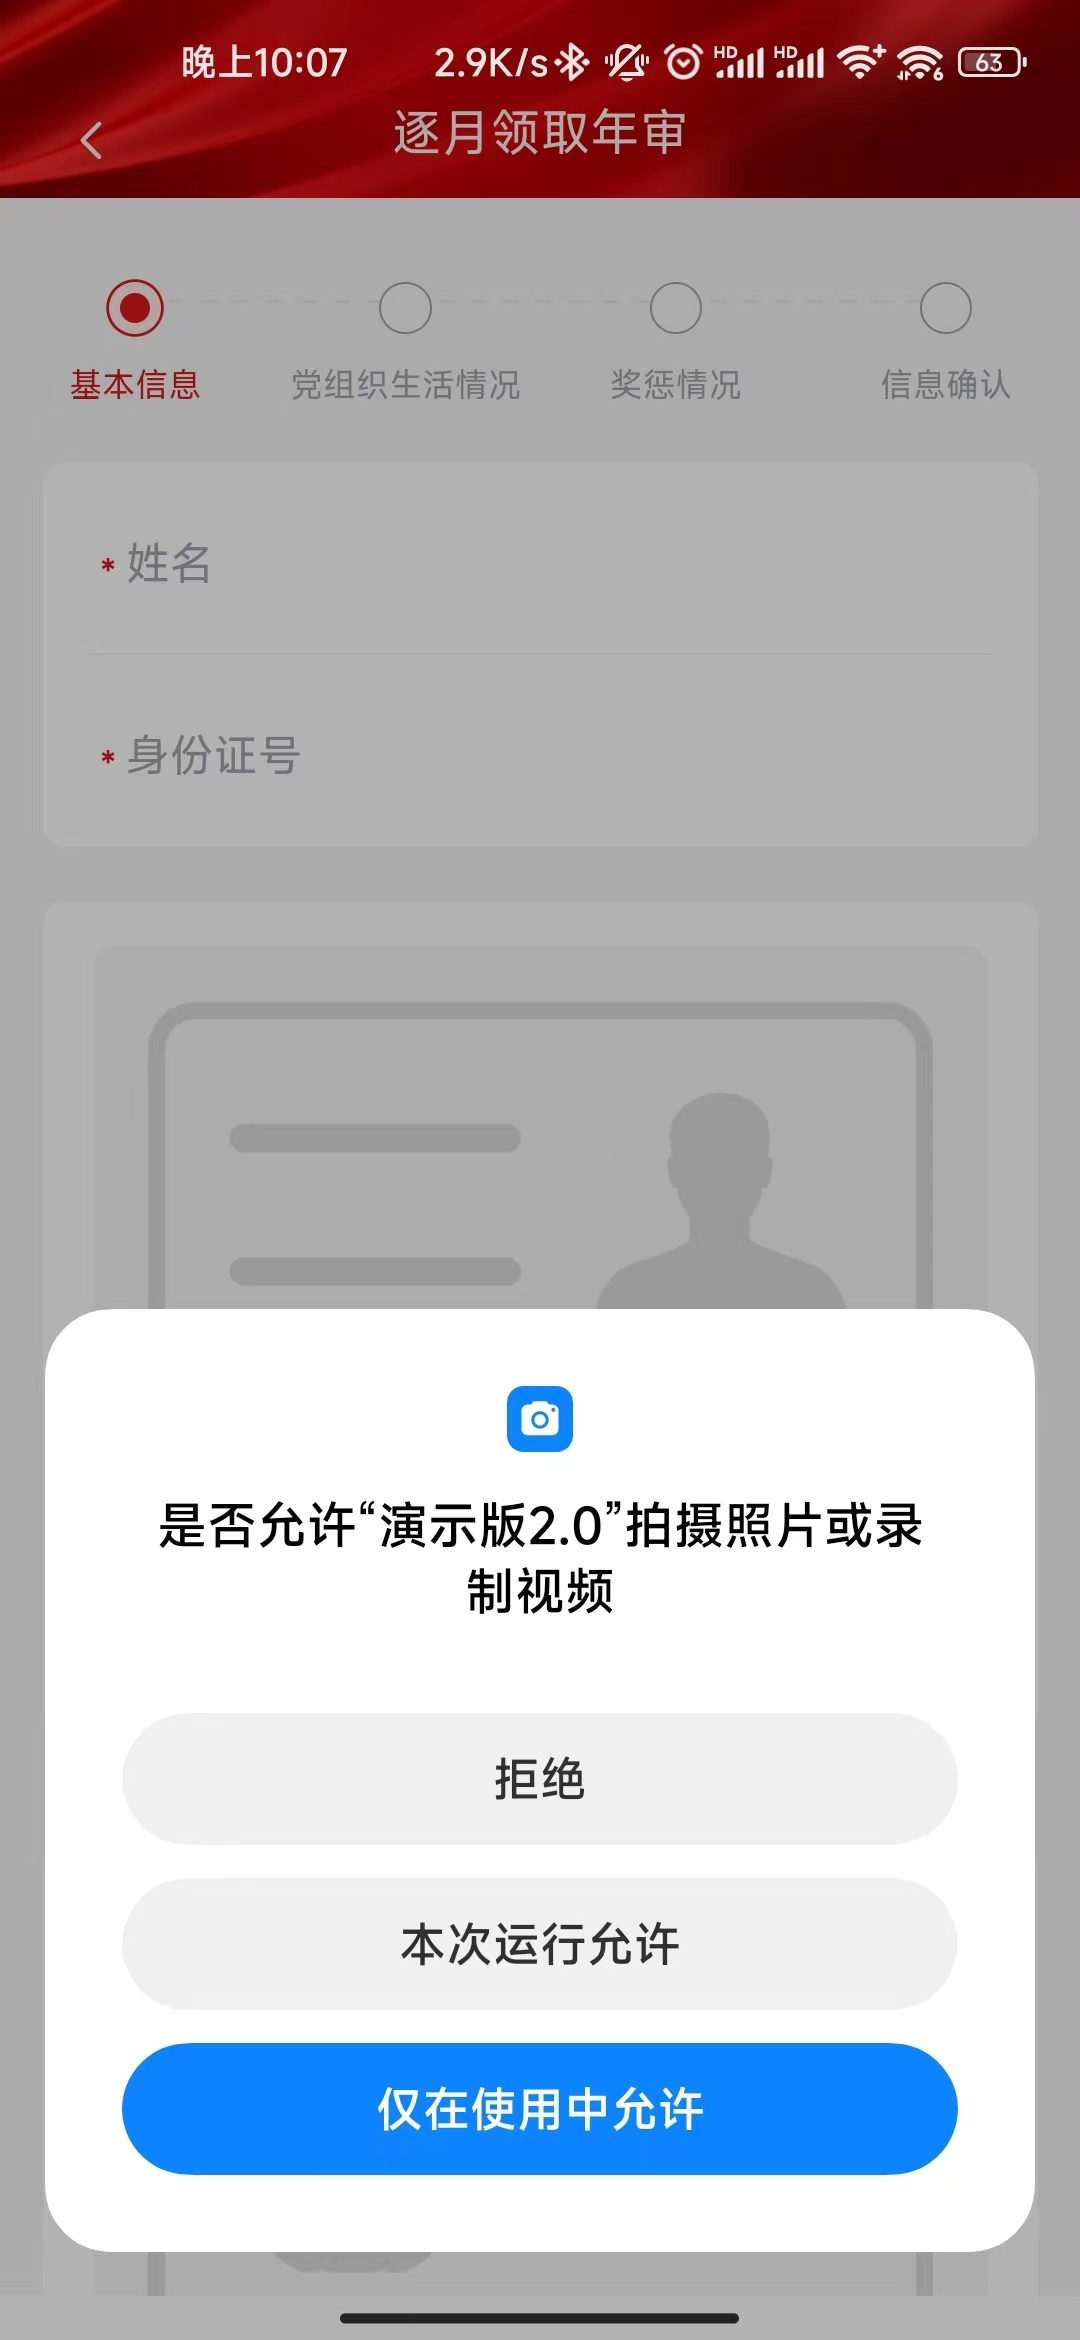 晚上10:07 2.9K/s HD HD 6 63
逐月领取年审
基本信息 党组织生活情况 奖惩情况 信息确认
* 姓名
* 身份证号
是否允许“演示版2.0”拍摄照片或录
制视频
拒绝
本次运行允许
仅在使用中允许